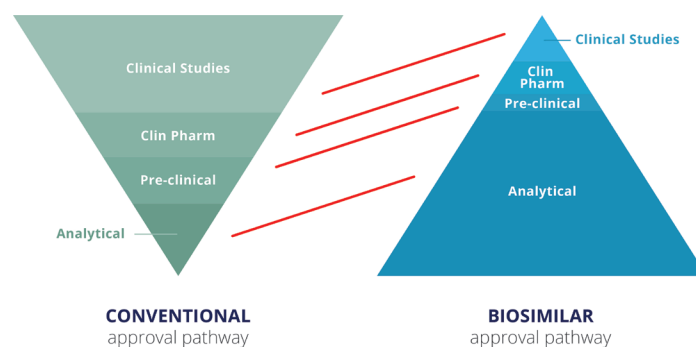 Clinical Studies
Clin Pharm
Pre-clinical
Analytical
CONVENTIONAL
approval pathway
Clinical Studies
Clin
Pharm
Pre-clinical
Analytical
BIOSIMILAR
approval pathway